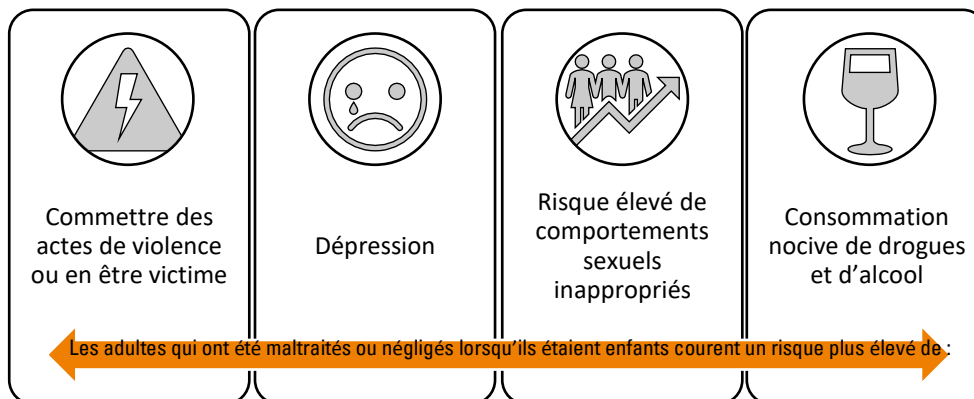 Commettre des
actes de violence
ou en être victime
Dépression
Risque élevé de
comportements
sexuels
inappropriés
Consommation
nocive de drogues
et d’alcool
Les adultes qui ont été maltraités ou négligés lorsqu’ils étaient enfants courent un risque plus élevé de :